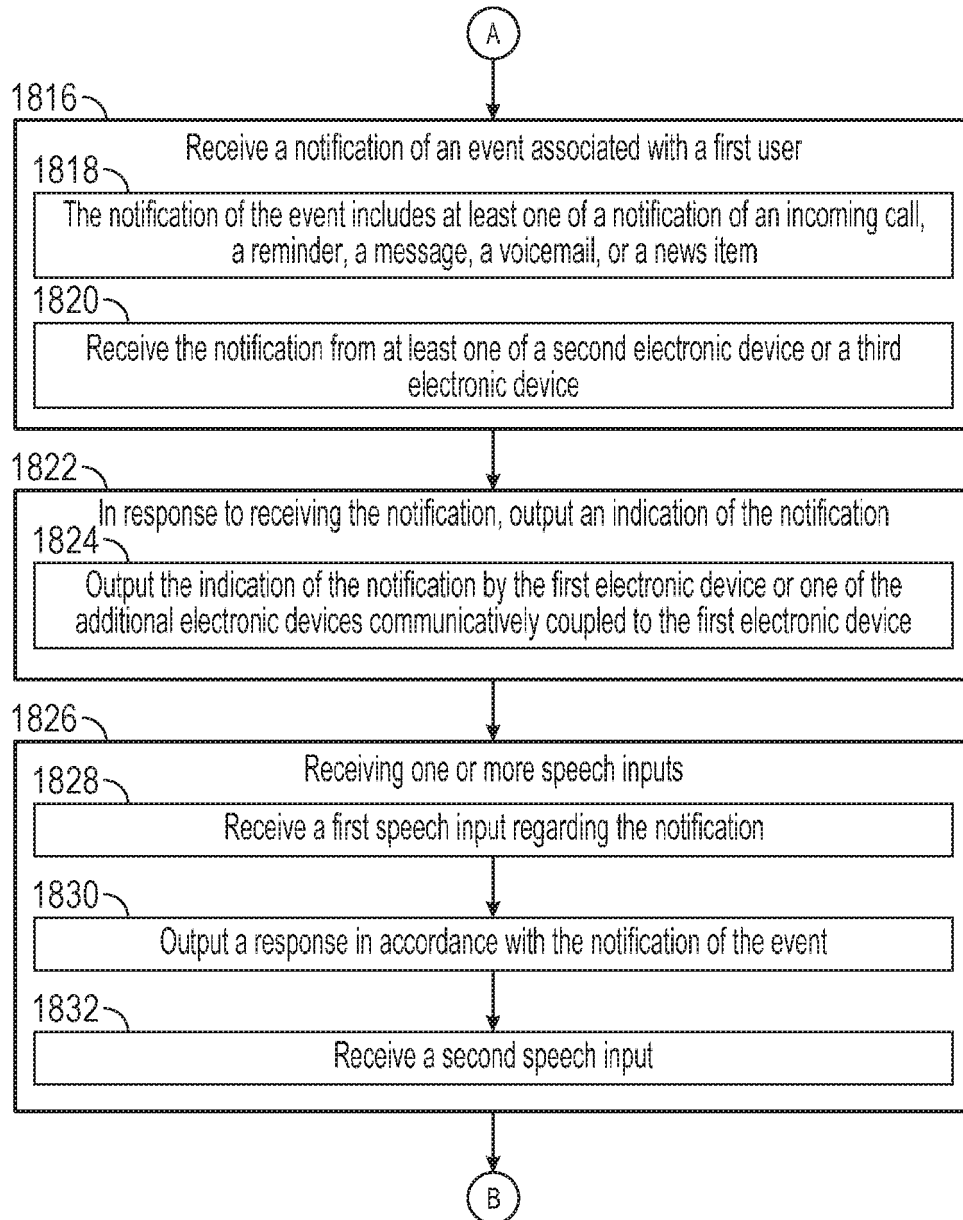 A
1816
Receive a notification of an event associated with a first user
1818
The notification of the event includes at least one of a notification of an incoming call,
a reminder, a message, a voicemail, or a news item
1820
Receive the notification from at least one of a second electronic device or a third
electronic device
1822
In response to receiving the notification, output an indication of the notification
1824
Output the indication of the notification by the first electronic device or one of the
additional electronic devices communicatively coupled to the first electronic device
1826
Receiving one or more speech inputs
1828
Receive a first speech input regarding the notification
1830
Output a response in accordance with the notification of the event
1832
Receive a second speech input
B